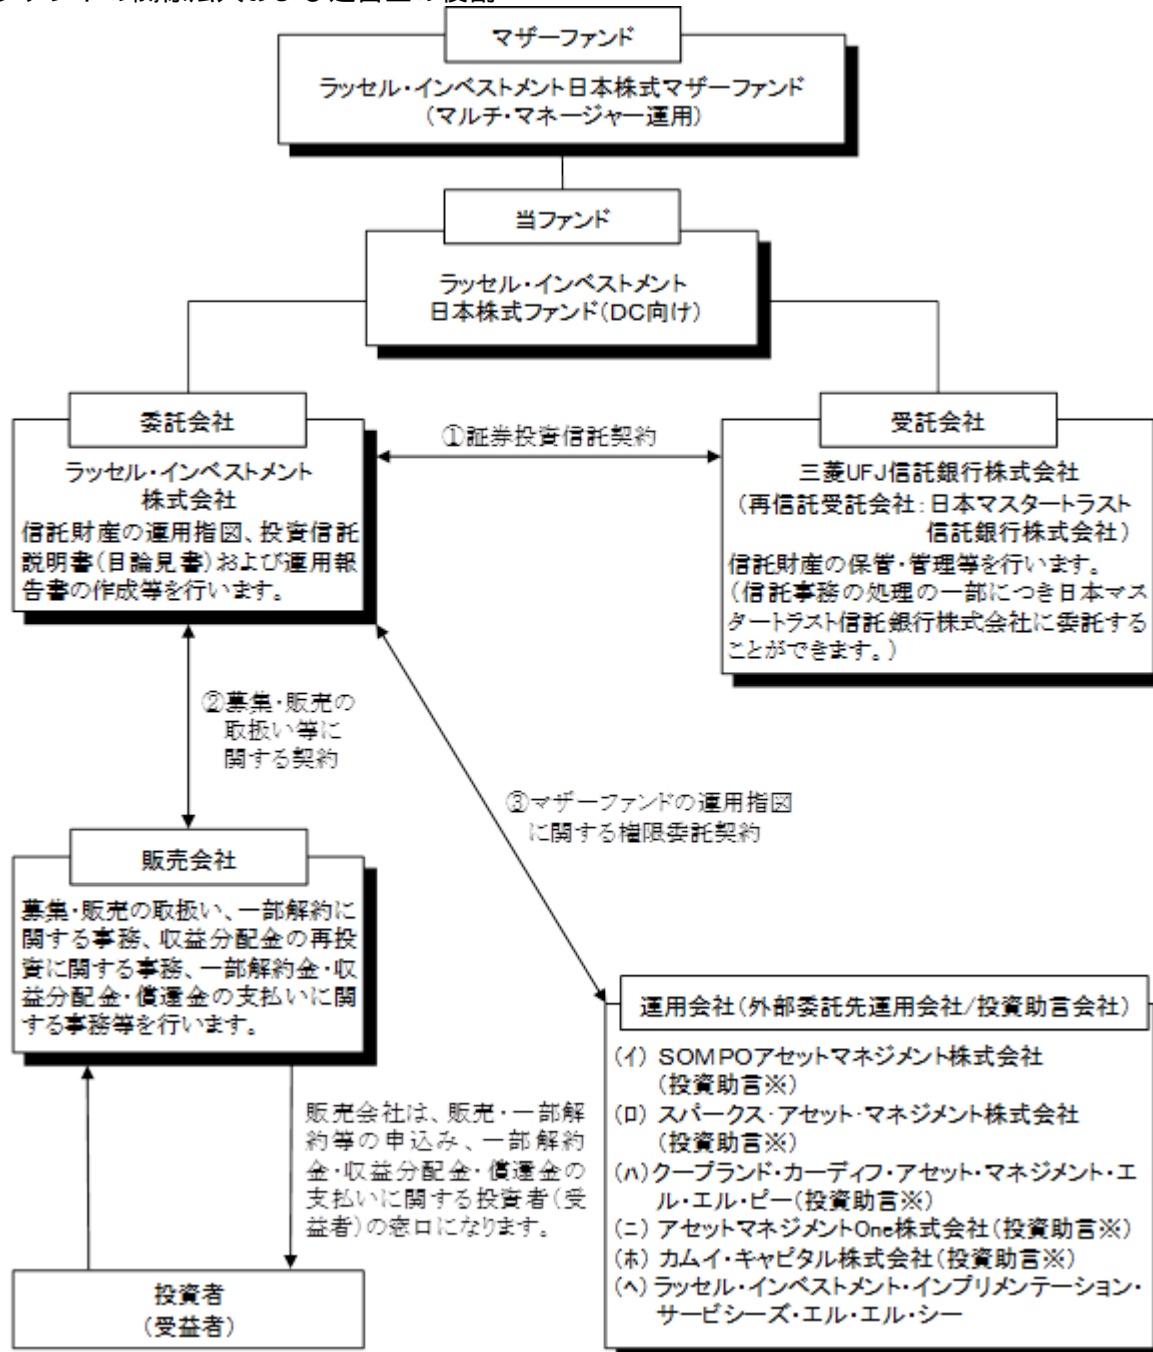 マザーファンド
ラッセル・インベストメント日本株式マザーファンド
(マルチ・マネージャー運用)
当ファンド
ラッセル・インベストメント
日本株式ファンド(DC向け)
委託会社
ラッセル・インベストメント
株式会社
信託財産の運用指図、投資信託
説明書(目論見書)および運用報
告書の作成等を行います。
①証券投資信託契約
受託会社
三菱UFJ信託銀行株式会社
(再信託受託会社:日本マスタートラスト
信託銀行株式会社)
信託財産の保管・管理等を行います。
(信託事務の処理の一部につき日本マス
タートラスト信託銀行株式会社に委託する
ことができます。)
②募集・販売の
取扱い等に
関する契約
③マザーファンドの運用指図
に関する権限委託契約
販売会社
募集・販売の取扱い、一部解約に
関する事務、収益分配金の再投
資に関する事務、一部解約金・収
益分配金・償還金の支払いに関
する事務等を行います。
販売会社は、販売・一部解
約等の申込み、一部解約
金・収益分配金・償還金の
支払いに関する投資者(受
益者)の窓口になります。
投資者
(受益者)
運用会社(外部委託先運用会社/投資助言会社)
(イ) SOMPOアセットマネジメント株式会社
(投資助言※)
(ロ) スパークス・アセット・マネジメント株式会社
(投資助言※)
(ハ) クープランド・カーディフ・アセット・マネジメント・エ
ル・エル・ピー(投資助言※)
(ニ) アセットマネジメントOne株式会社(投資助言※)
(ホ) カムイ・キャピタル株式会社(投資助言※)
(ヘ) ラッセル・インベストメント・インプリメンテーション・
サービシーズ・エル・エル・シー